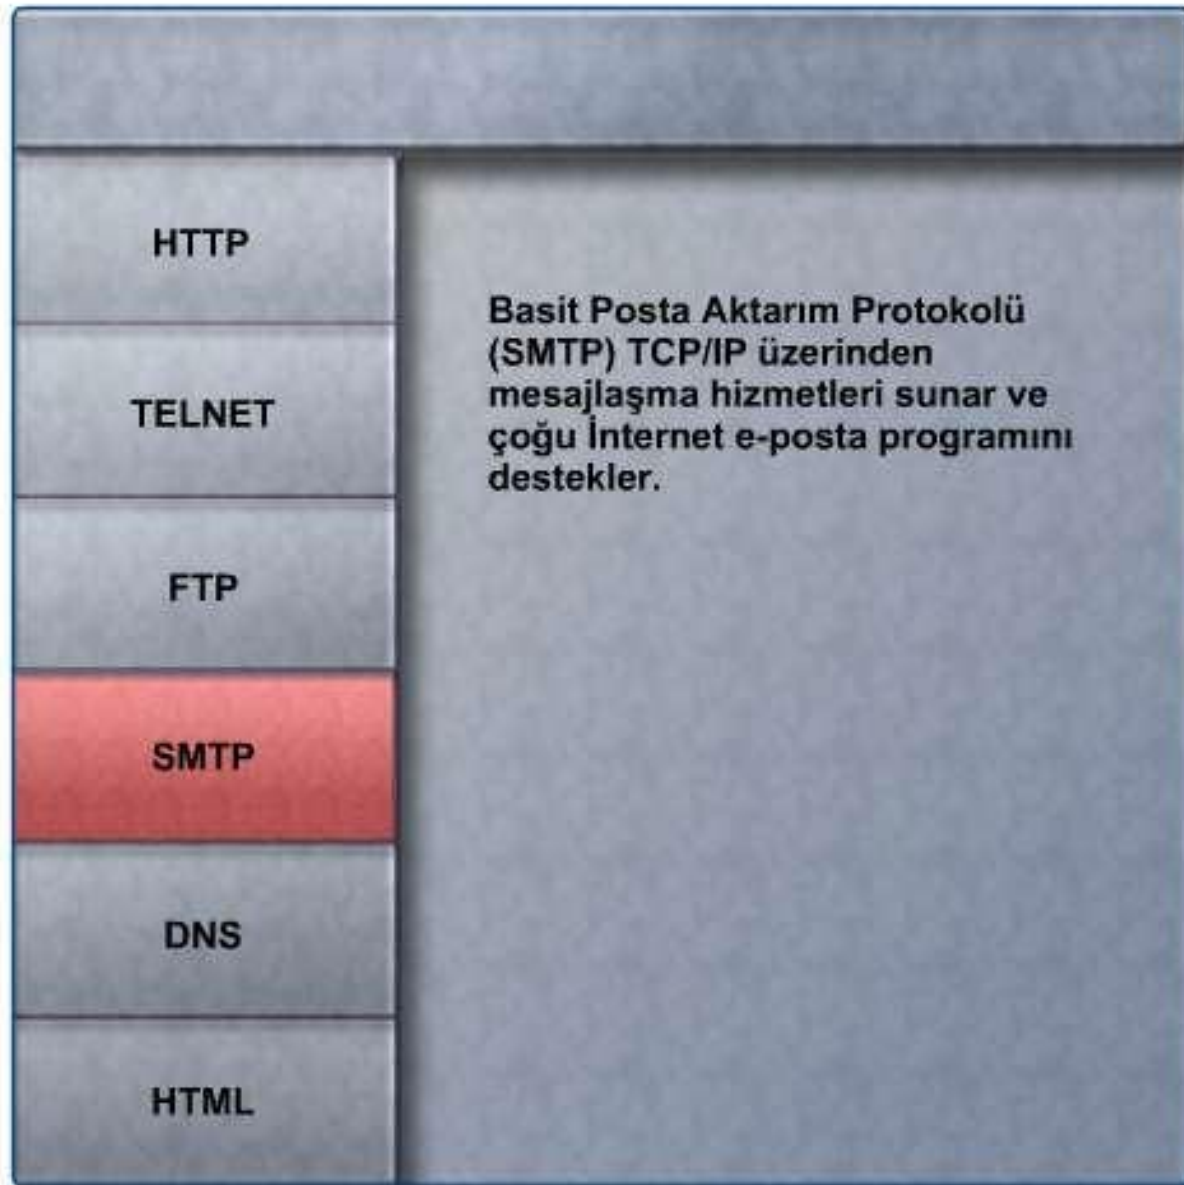 HTTP
TELNET
FTP
SMTP
DNS
HTML
Basit Posta Aktarım Protokolü
(SMTP) TCP/IP üzerinden
mesajlaşma hizmetleri sunar ve
çoğu İnternet e-posta programını
destekler.